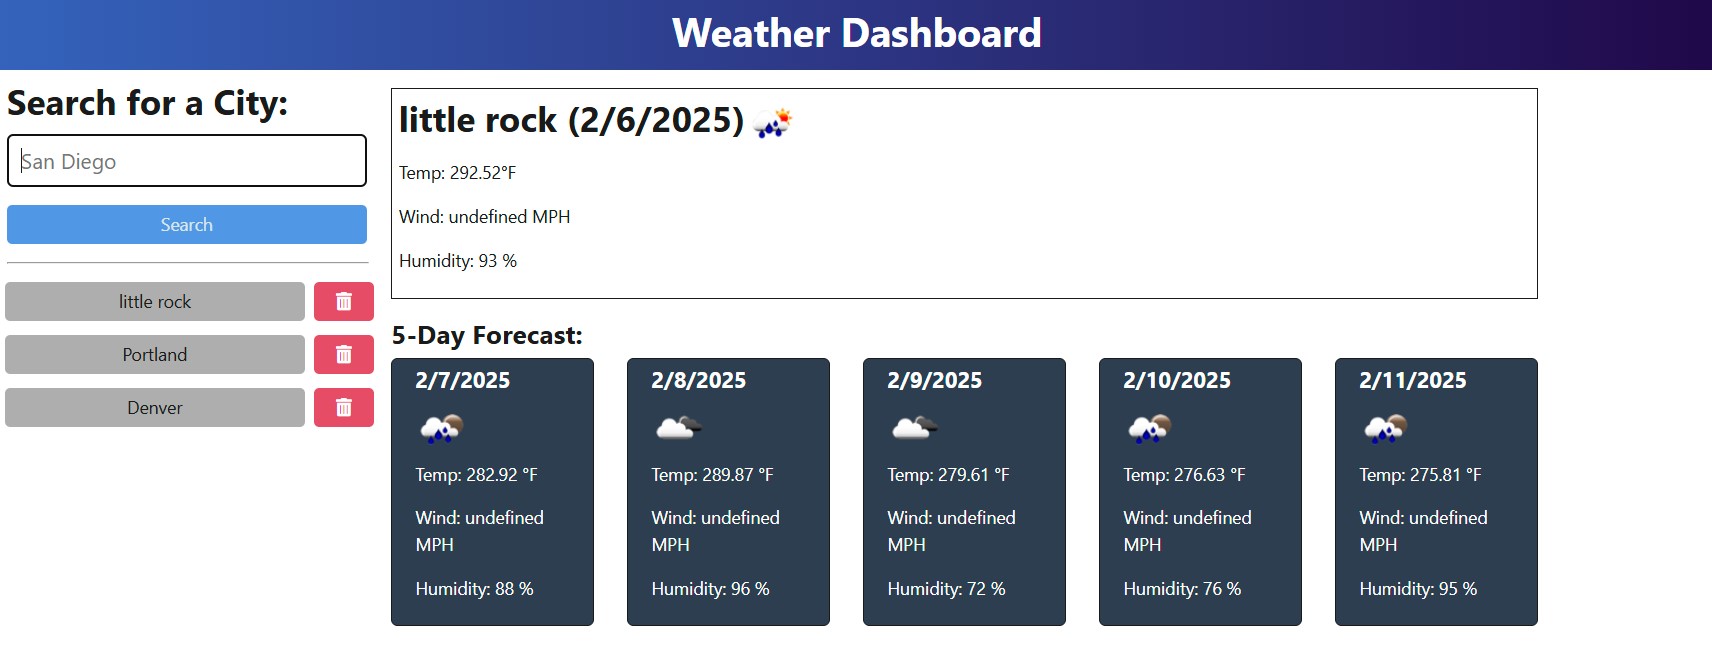 Weather Dashboard
Search for a City:
San Diego
Search
little rock
Portland
Denver
little rock (2/6/2025)
Temp: 292.52°F
Wind: undefined MPH
Humidity: 93 %
5-Day Forecast:
2/7/2025
Temp: 282.92 °F
Wind: undefined
MPH
Humidity: 88 %
2/8/2025
Temp: 289.87 °F
Wind: undefined
MPH
Humidity: 96 %
2/9/2025
Temp: 279.61 °F
Wind: undefined
MPH
Humidity: 72 %
2/10/2025
Temp: 276.63 °F
Wind: undefined
MPH
Humidity: 76 %
2/11/2025
Temp: 275.81 °F
Wind: undefined
MPH
Humidity: 95 %